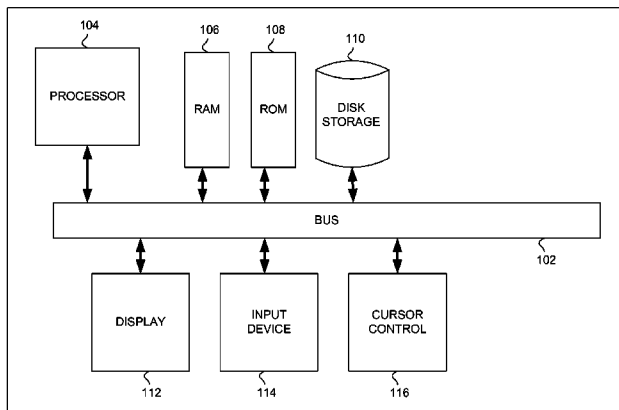 104
106
108
110
PROCESSOR
RAM
ROM
DISK
STORAGE
BUS
102
DISPLAY
INPUT
DEVICE
CURSOR
CONTROL
112
114
116